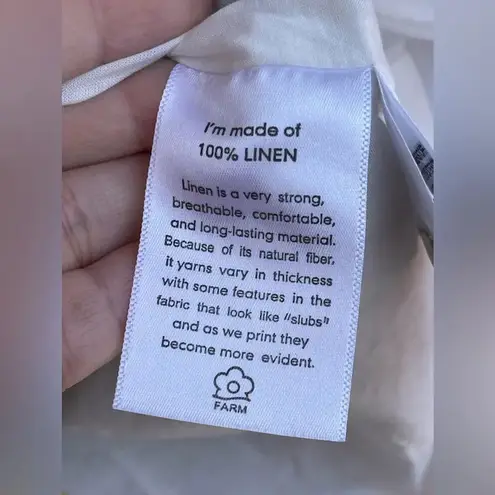 I'm made of
100% LINEN
Linen is a very strong,
breathable, comfortable,
and long-lasting material.
Because of its natural fiber,
it yarns vary in thickness
with some features in the
fabric that look like "slubs"
and as we print they
become more evident.
FARM